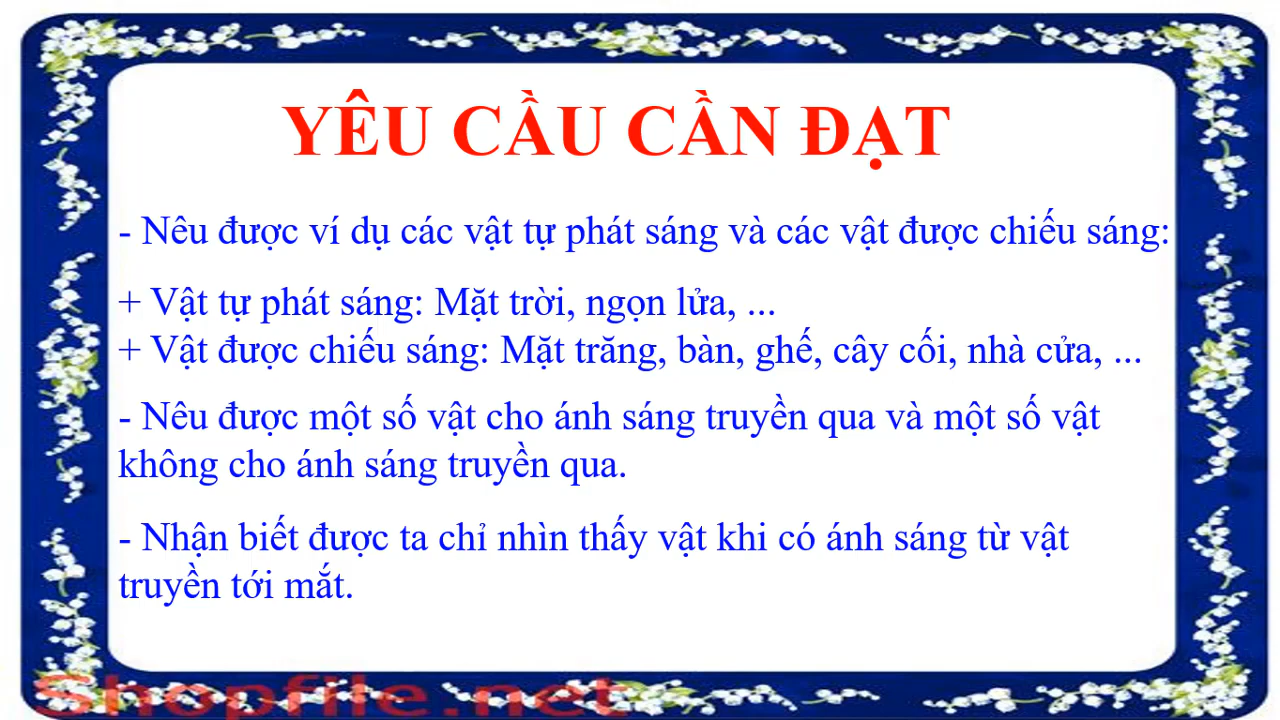 YÊU CẦU CẦN ĐẠT
- Nêu được ví dụ các vật tự phát sáng và các vật được chiếu sáng:
+ Vật tự phát sáng: Mặt trời, ngọn lửa, ...
+ Vật được chiếu sáng: Mặt trăng, bàn, ghế, cây cối, nhà cửa, ...
- Nêu được một số vật cho ánh sáng truyền qua và một số vật
không cho ánh sáng truyền qua.
- Nhận biết được ta chỉ nhìn thấy vật khi có ánh sáng từ vật
truyền tới mắt.
Shopfile.net